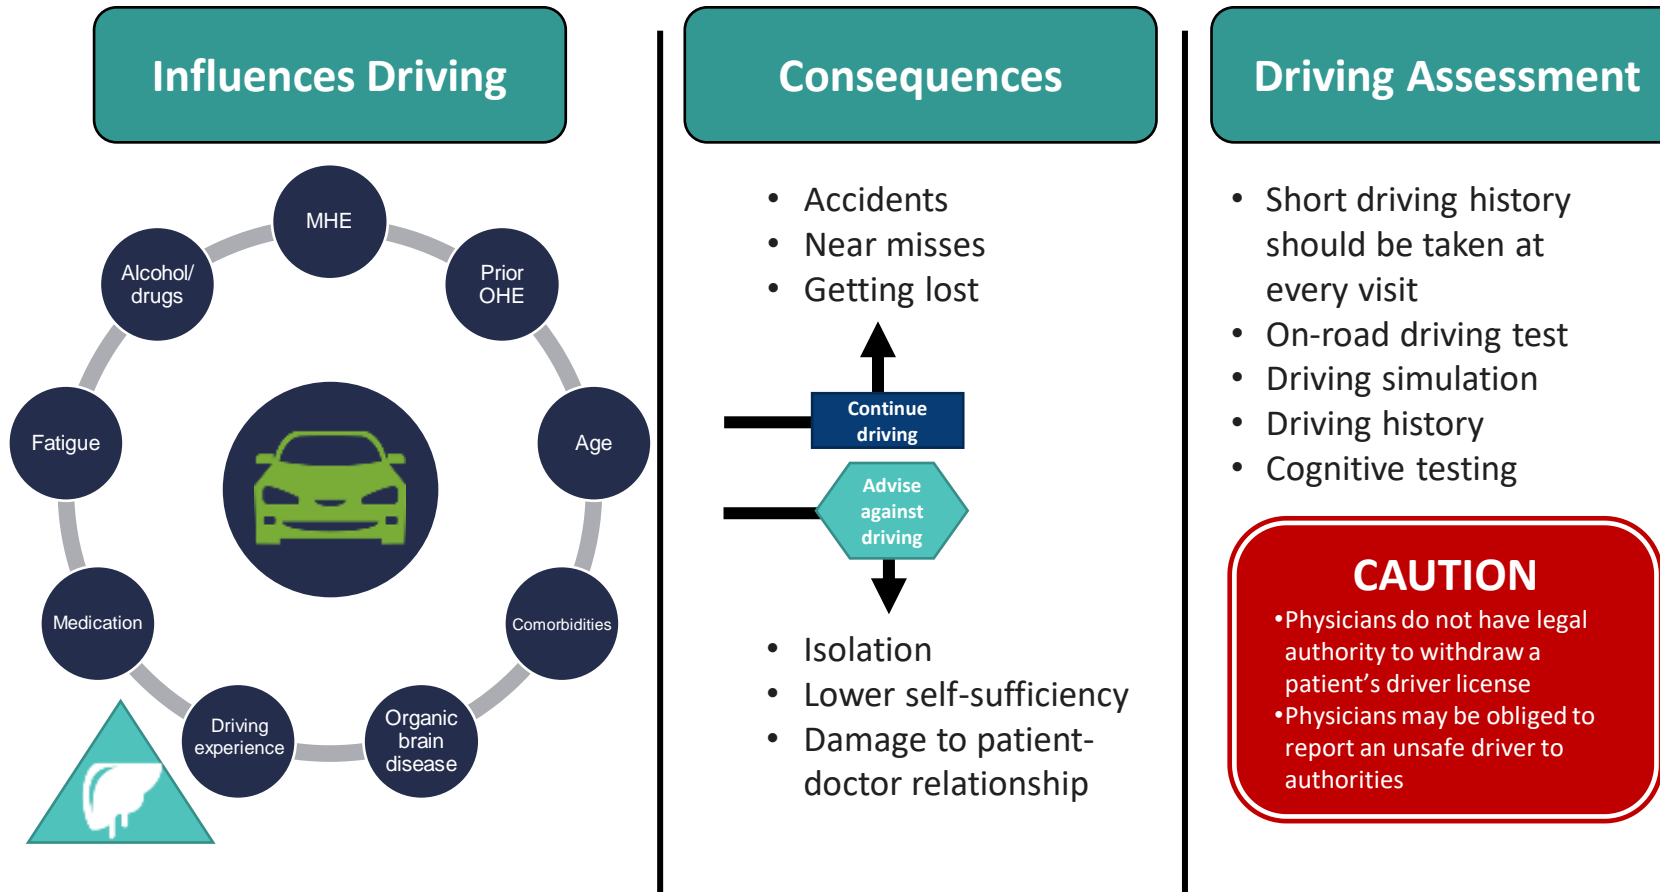 Influences Driving
MHE
Prior
OHE
Age
Comorbidities
Organic
brain
disease
Driving
experience
Medication
Fatigue
Alcohol/
drugs
Consequences
• Accidents
• Near misses
• Getting lost
Continue
driving
Advise
against
driving
• Isolation
• Lower self-sufficiency
• Damage to patient-
doctor relationship
Driving Assessment
• Short driving history
should be taken at
every visit
• On-road driving test
• Driving simulation
• Driving history
• Cognitive testing
CAUTION
•Physicians do not have legal
authority to withdraw a
patient’s driver license
•Physicians may be obliged to
report an unsafe driver to
authorities